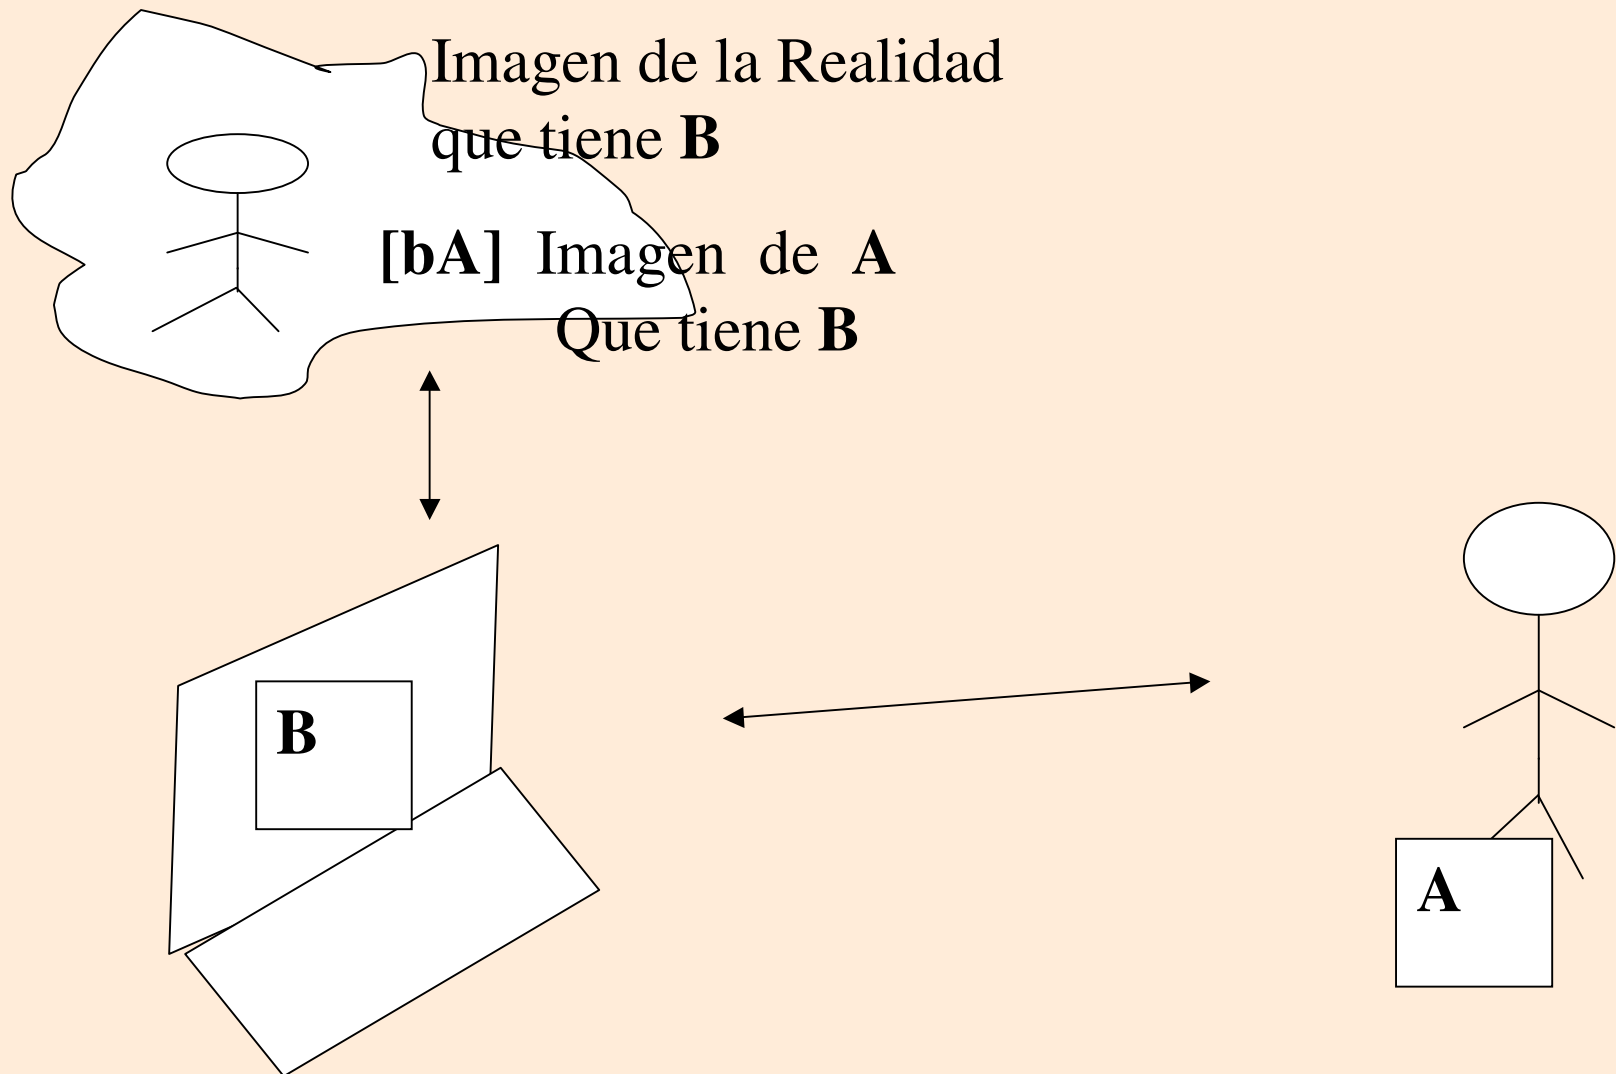 Imagen de la Realidad
que tiene B
[bA] Imagen de A
Que tiene B
B
A